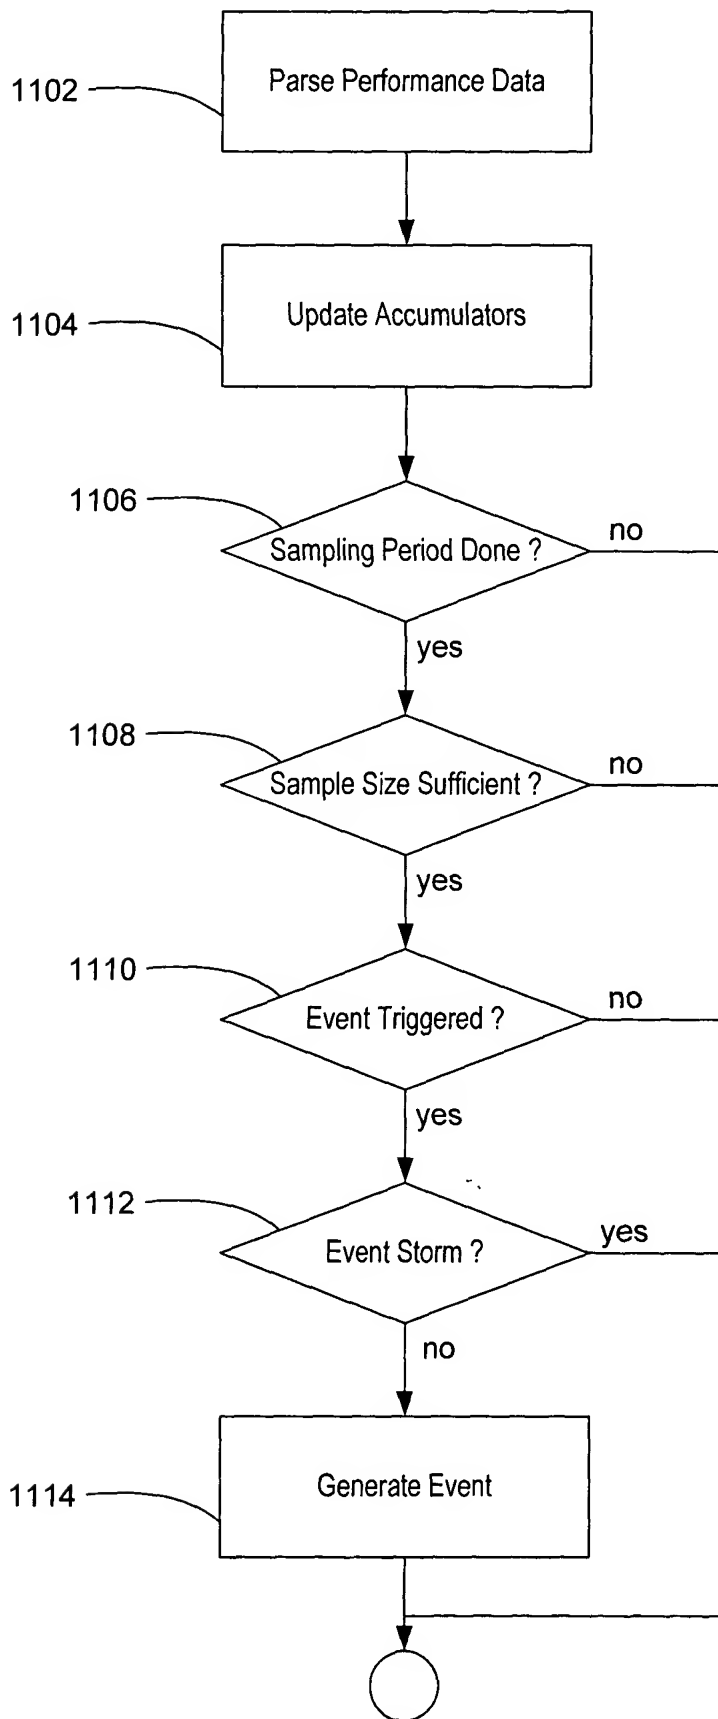 1102
Parse Performance Data
1104
Update Accumulators
1106
Sampling Period Done ?
no
yes
1108
Sample Size Sufficient ?
no
yes
1110
Event Triggered ?
no
yes
1112
Event Storm ?
yes
no
1114
Generate Event